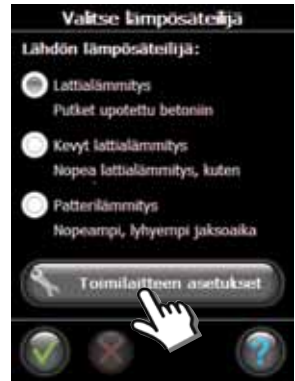 Valitse lämpösäteilijä
Lähdön lämpösäteilijä:
Lattialämmitys
Putket upotettu betoniin
Kevyt lattialämmitys
Nopea lattialämmitys, kuten
Patterilämmitys
Nopeampi, lyhyempi jaksoaika
Toimilaitteen asetukset
?